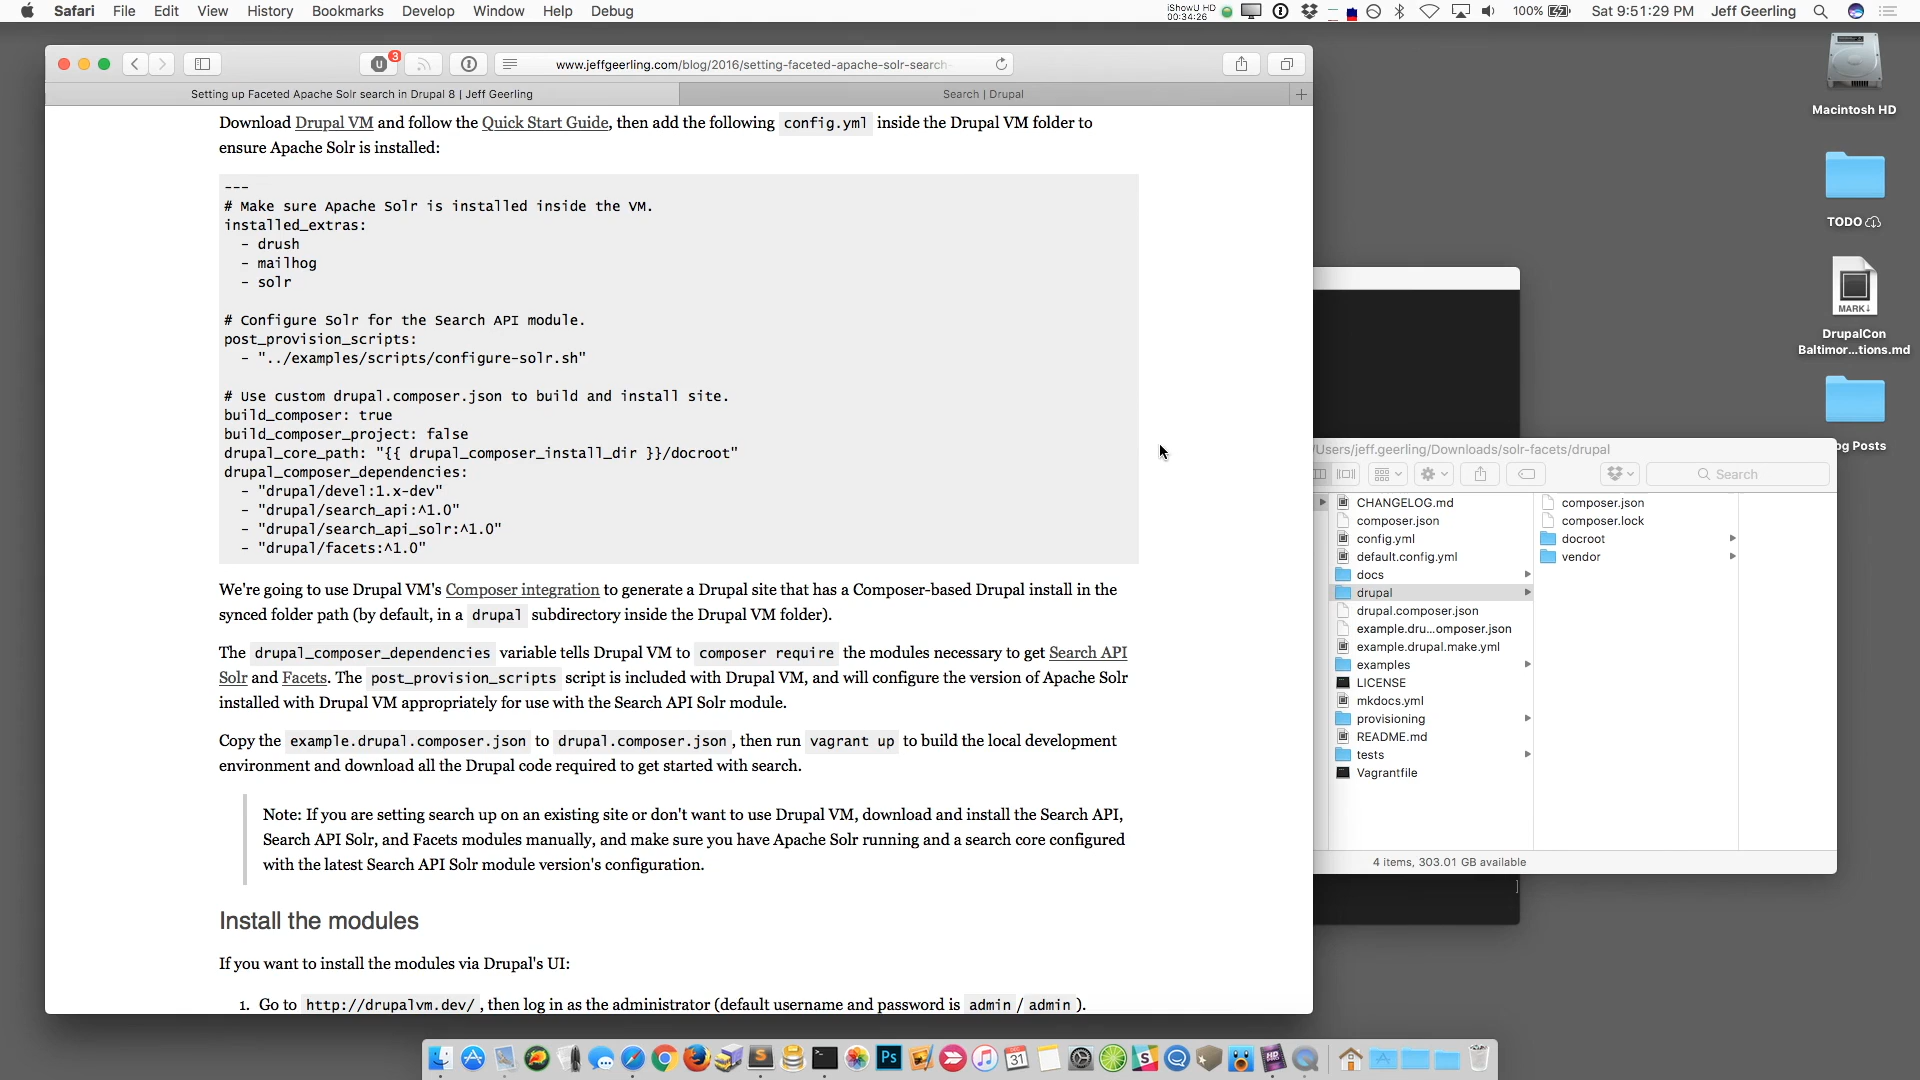 Safari File Edit View History Bookmarks Develop Window Help Debug
iShowU HD
00:34:26
100% Sat 9:51:29 PM Jeff Geerling
3
www.jeffgeerling.com/blog/2016/setting-faceted-apache-solr-search-
Setting up Faceted Apache Solr search in Drupal 8 | Jeff Geerling
Search | Drupal
Download Drupal VM and follow the Quick Start Guide, then add the following config.yml inside the Drupal VM folder to
ensure Apache Solr is installed:
---
# Make sure Apache Solr is installed inside the VM.
installed_extras:
- drush
- mailhog
- solr
# Configure Solr for the Search API module.
post_provision_scripts:
- "../examples/scripts/configure-solr.sh"
# Use custom drupal.composer.json to build and install site.
build_composer: true
build_composer_project: false
drupal_core_path: "{{ drupal_composer_install_dir }}/docroot"
drupal_composer_dependencies:
- "drupal/devel:1.x-dev"
- "drupal/search_api:^1.0"
- "drupal/search_api_solr:^1.0"
- "drupal/facets:^1.0"
We're going to use Drupal VM's Composer integration to generate a Drupal site that has a Composer-based Drupal install in the
synced folder path (by default, in a drupal subdirectory inside the Drupal VM folder).
The drupal_composer_dependencies variable tells Drupal VM to composer require the modules necessary to get Search API
Solr and Facets. The post_provision_scripts script is included with Drupal VM, and will configure the version of Apache Solr
installed with Drupal VM appropriately for use with the Search API Solr module.
Copy the example.drupal.composer.json to drupal.composer.json, then run vagrant up to build the local development
environment and download all the Drupal code required to get started with search.
Note: If you are setting search up on an existing site or don't want to use Drupal VM, download and install the Search API,
Search API Solr, and Facets modules manually, and make sure you have Apache Solr running and a search core configured
with the latest Search API Solr module version's configuration.
Install the modules
If you want to install the modules via Drupal's UI:
1. Go to http://drupalvm.dev/, then log in as the administrator (default username and password is admin / admin).
Macintosh HD
TODO
MARK↓
DrupalCon
Baltimor...tions.md
og Posts
/Users/jeff.geerling/Downloads/solr-facets/drupal
Search
CHANGELOG.md
composer.json
config.yml
default.config.yml
docs
drupal
drupal.composer.json
example.dru...omposer.json
example.drupal.make.yml
examples
LICENSE
mkdocs.yml
provisioning
README.md
tests
Vagrantfile
composer.json
composer.lock
docroot
vendor
4 items, 303.01 GB available
Ps
31